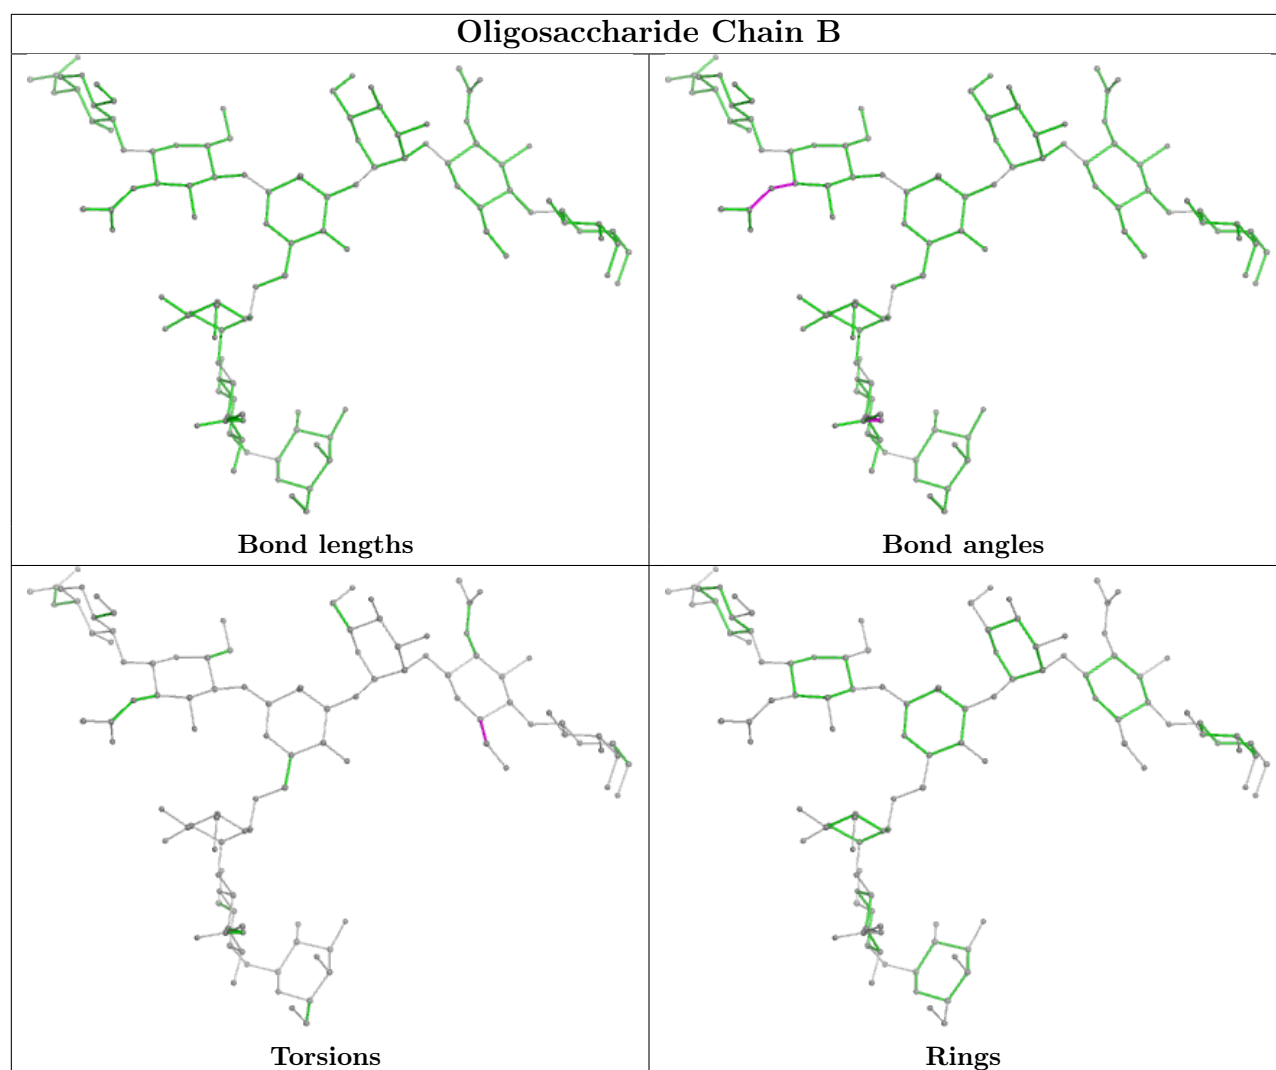 Oligosaccharide Chain B
Bond lengths
Bond angles
Torsions
Rings